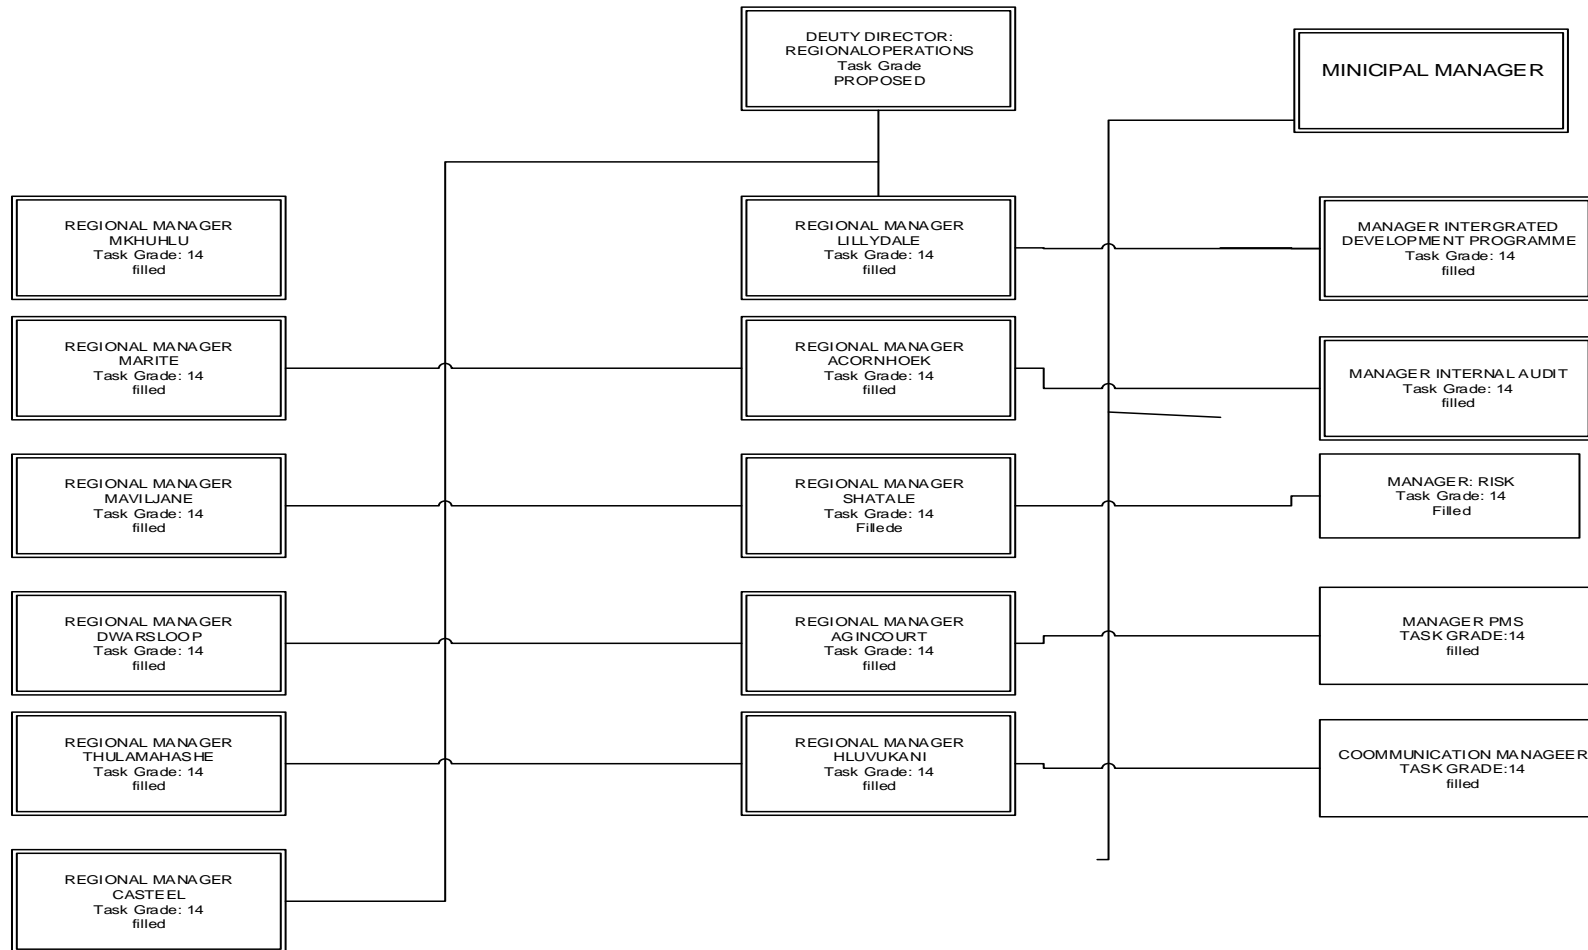 DEUTY DIRECTOR:
REGIONALOPERATIONS
Task Grade
PROPOSED
MINICIPAL MANAGER
REGIONAL MANAGER
MKHUHLU
Task Grade: 14
filled
REGIONAL MANAGER
LILLYDALE
Task Grade: 14
filled
MANAGER INTERGRATED
DEVELOPMENT PROGRAMME
Task Grade: 14
filled
REGIONAL MANAGER
MARITE
Task Grade: 14
filled
REGIONAL MANAGER
ACORNHOEK
Task Grade: 14
filled
MANAGER INTERNAL AUDIT
Task Grade: 14
filled
REGIONAL MANAGER
MAVILJANE
Task Grade: 14
filled
REGIONAL MANAGER
SHATALE
Task Grade: 14
Fillede
MANAGER: RISK
Task Grade: 14
Filled
REGIONAL MANAGER
DWARSLOOP
Task Grade: 14
filled
REGIONAL MANAGER
AGINCOURT
Task Grade: 14
filled
MANAGER PMS
TASK GRADE:14
filled
REGIONAL MANAGER
THULAMAHASHE
Task Grade: 14
filled
REGIONAL MANAGER
HLUVUKANI
Task Grade: 14
filled
COOMMUNICATION MANAGEER
TASK GRADE:14
filled
REGIONAL MANAGER
CASTEEL
Task Grade: 14
filled